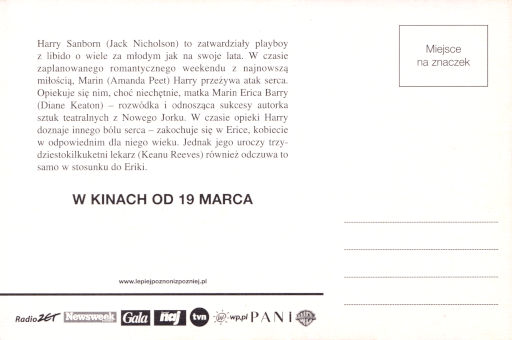 Harry Sanborn (Jack Nicholson) to zatwardziały playboy
z libido o wiele za młodym jak na swoje lata. W czasie
zaplanowanego romantycznego weekendu z najnowszą
miłością, Marin (Amanda Peet) Harry przeżywa atak serca.
Opiekuje się nim, choć niechętnie, matka Marin Erica Barry
(Diane Keaton) – rozwódka i odnosząca sukcesy autorka
sztuk teatralnych z Nowego Jorku. W czasie opieki Harry
doznaje innego bólu serca – zakochuje się w Erice, kobiecie
w odpowiednim dla niego wieku. Jednak jego uroczy trzy-
dziestokilkuketni lekarz (Keanu Reeves) również odczuwa to
samo w stosunku do Eriki.
Miejsce
na znaczek
W KINACH OD 19 MARCA
www.lepiejpoznonizpozniej.pl
Radio ZET Newsweek Gala naj tvn wp.pl PANI